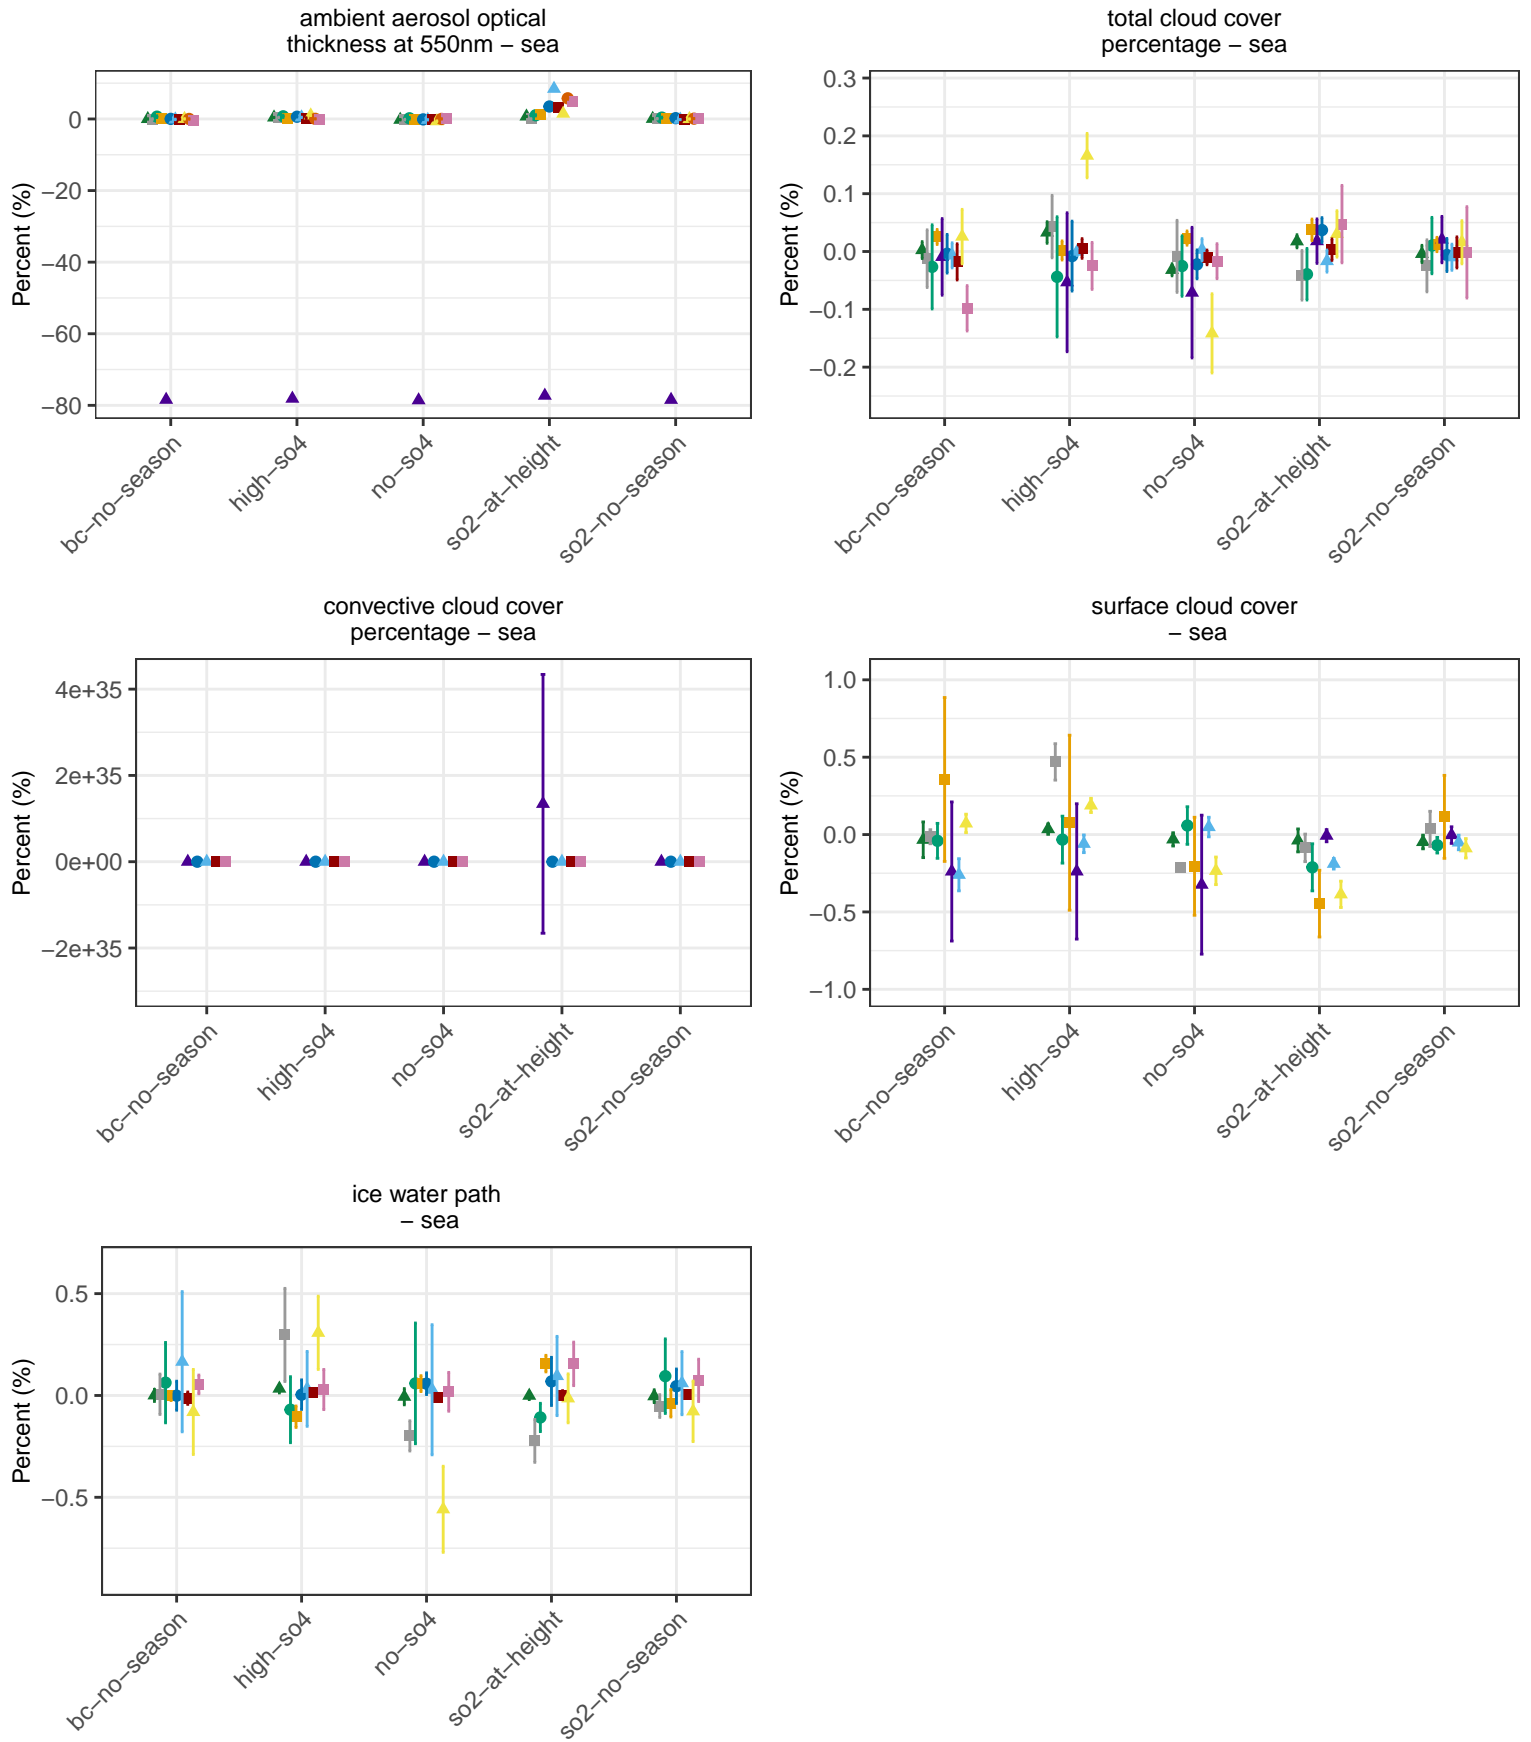 ambient aerosol optical
thickness at 550nm – sea
Percent (%)
0
−20
−40
−60
−80
bc−no−season
high−so4
no−so4
so2−at−height
so2−no−season
total cloud cover
percentage – sea
Percent (%)
0.3
0.2
0.1
0.0
−0.1
−0.2
bc−no−season
high−so4
no−so4
so2−at−height
so2−no−season
convective cloud cover
percentage – sea
Percent (%)
4e+35
2e+35
0e+00
−2e+35
bc−no−season
high−so4
no−so4
so2−at−height
so2−no−season
surface cloud cover
– sea
Percent (%)
1.0
0.5
0.0
−0.5
−1.0
bc−no−season
high−so4
no−so4
so2−at−height
so2−no−season
ice water path
– sea
Percent (%)
0.5
0.0
−0.5
bc−no−season
high−so4
no−so4
so2−at−height
so2−no−season